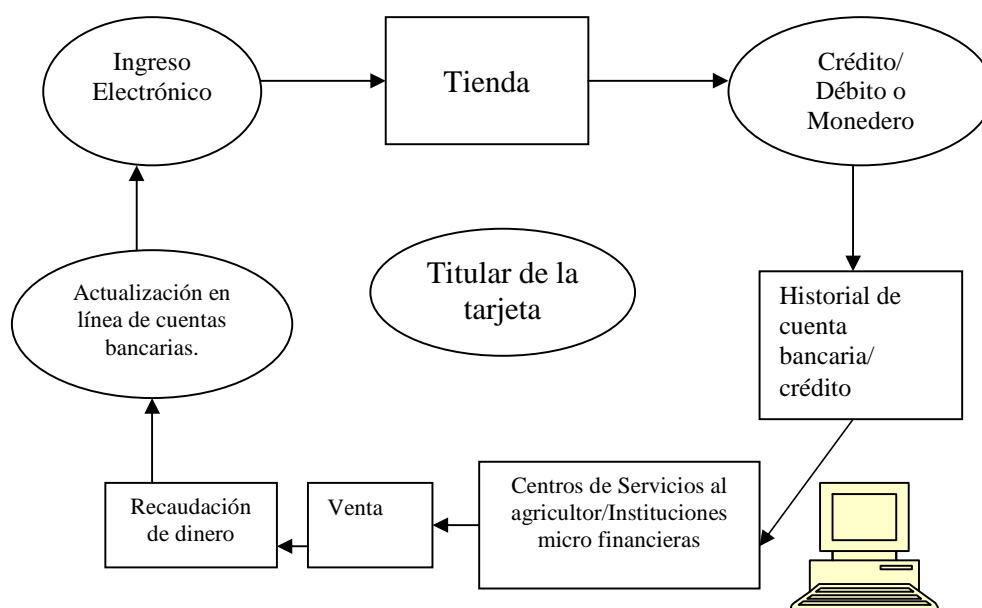 Ingreso
Electrónico
Tienda
Crédito/
Débito o
Monedero
Actualización en
línea de cuentas
bancarias.
Titular de la
tarjeta
Historial de
cuenta
bancaria/
crédito
Recaudación
de dinero
Venta
Centros de Servicios al
agricultor/Instituciones
micro financieras